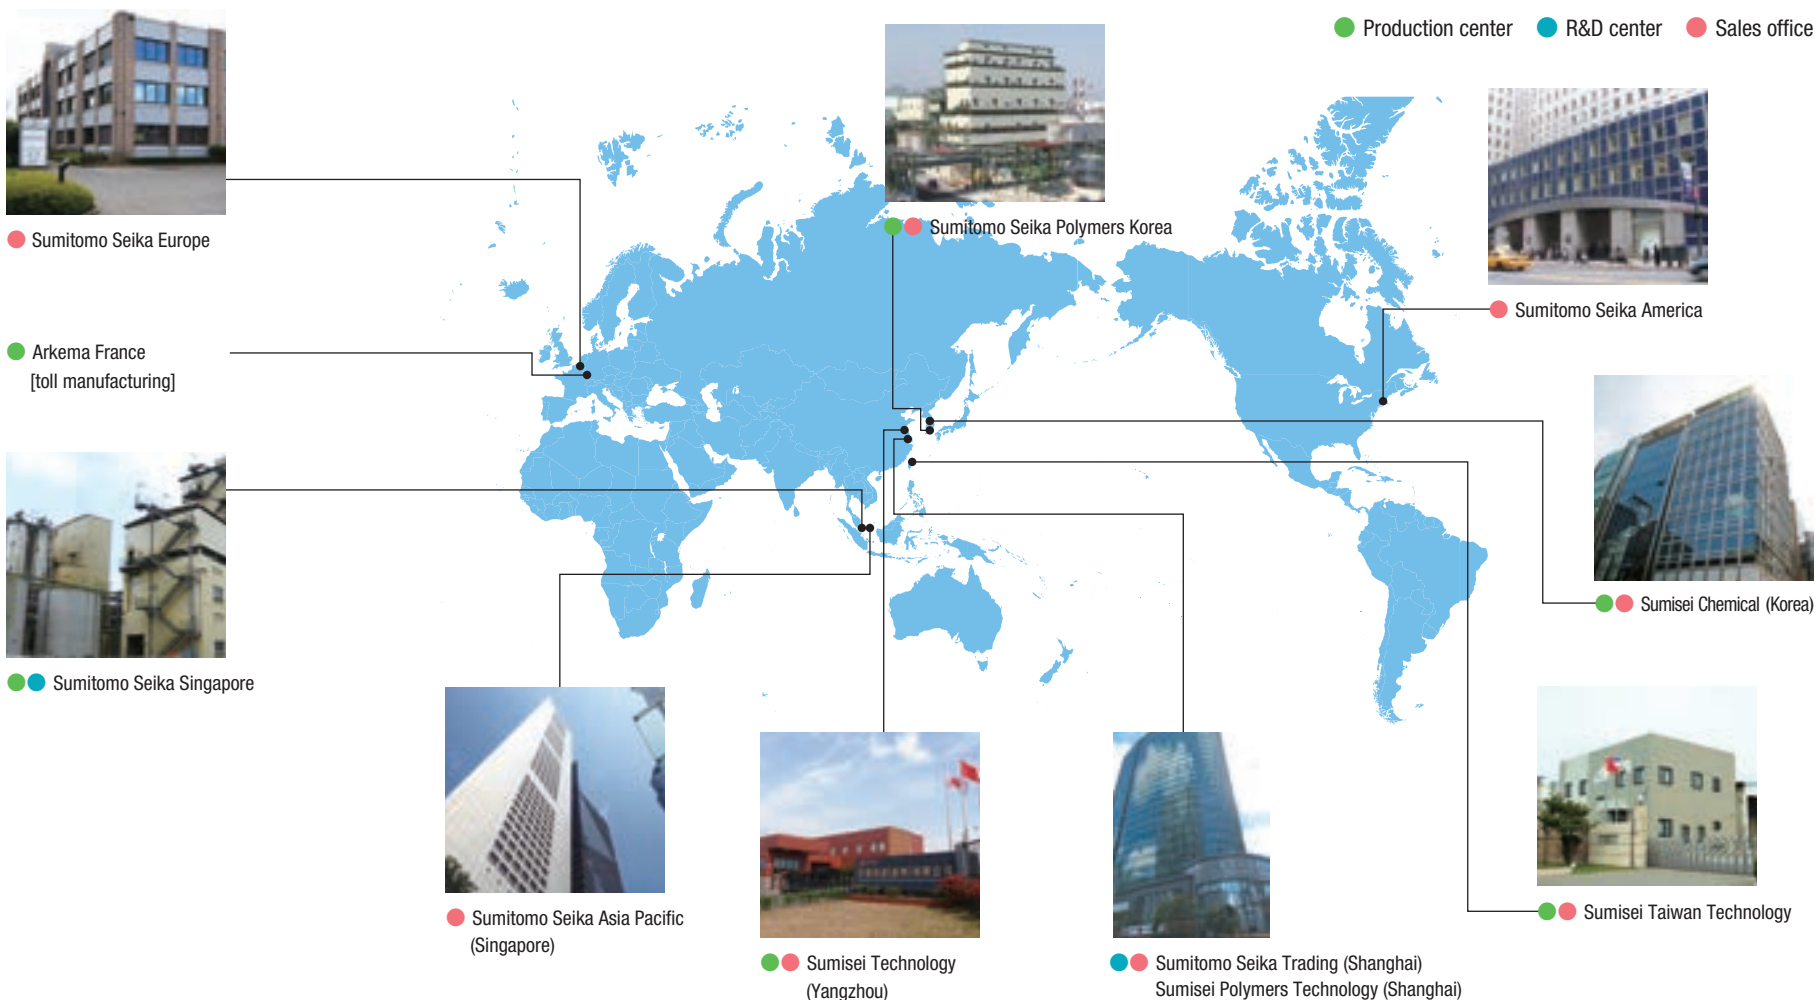 Production center
R&D center
Sales office
Sumitomo Seika Europe
Sumitomo Seika Polymers Korea
Sumitomo Seika America
Arkema France
[toll manufacturing]
Sumisei Chemical (Korea)
Sumitomo Seika Singapore
Sumitomo Seika Asia Pacific
(Singapore)
Sumisei Technology
(Yangzhou)
Sumitomo Seika Trading (Shanghai)
Sumisei Polymers Technology (Shanghai)
Sumisei Taiwan Technology